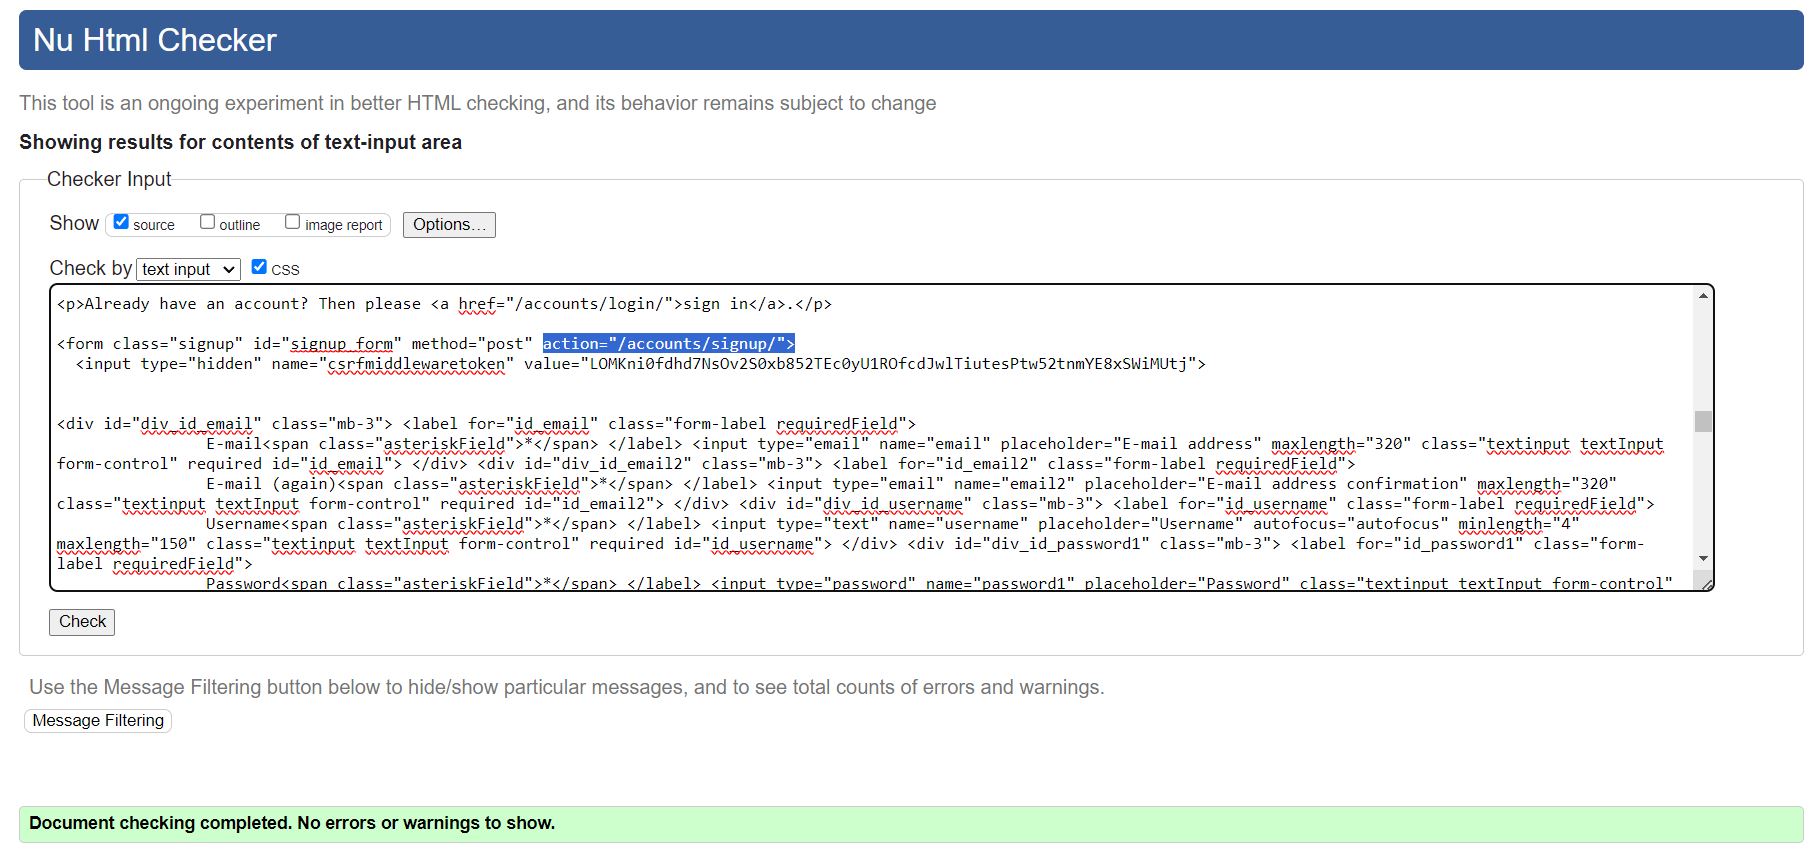 Nu Html Checker
This tool is an ongoing experiment in better HTML checking, and its behavior remains subject to change
Showing results for contents of text-input area
Checker Input
Show source outline image report Options…
Check by text input CSS
<p>Already have an account? Then please <a href="/accounts/login/">sign in</a>.</p>
<form class="signup" id="signup_form" method="post" action="/accounts/signup/">
<input type="hidden" name="csrfmiddlewaretoken" value="LOMKni0fdhd7NsOv2S0xb852TEc0yU1ROfcdJwlTiutesPtw52tnmYE8xSWiMUtj">
<div id="div_id_email" class="mb-3"> <label for="id_email" class="form-label requiredField">
E-mail<span class="asteriskField">*</span> </label> <input type="email" name="email" placeholder="E-mail address" maxlength="320" class="textinput textInput
form-control" required id="id_email"> </div> <div id="div_id_email2" class="mb-3"> <label for="id_email2" class="form-label requiredField">
E-mail (again)<span class="asteriskField">*</span> </label> <input type="email" name="email2" placeholder="E-mail address confirmation" maxlength="320"
class="textinput textInput form-control" required id="id_email2"> </div> <div id="div_id_username" class="mb-3"> <label for="id_username" class="form-label requiredField">
Username<span class="asteriskField">*</span> </label> <input type="text" name="username" placeholder="Username" autofocus="autofocus" minlength="4"
maxlength="150" class="textinput textInput form-control" required id="id_username"> </div> <div id="div_id_password1" class="mb-3"> <label for="id_password1" class="form-
label requiredField">
Password<span class="asteriskField">*</span> </label> <input type="password" name="password1" placeholder="Password" class="textinput textInput form-control"
Check
Use the Message Filtering button below to hide/show particular messages, and to see total counts of errors and warnings.
Message Filtering
Document checking completed. No errors or warnings to show.